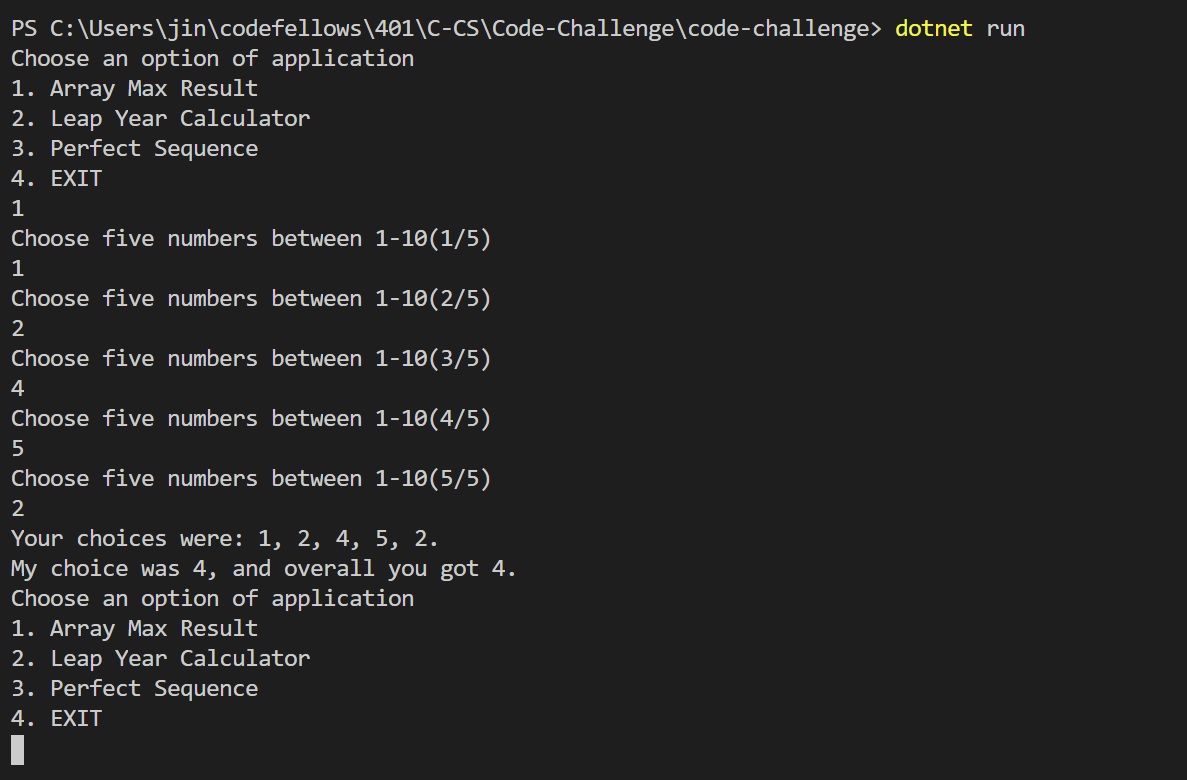 PS C:\Users\jin\codefellows\401\C-CS\Code-Challenge\code-challenge> dotnet run
Choose an option of application
1. Array Max Result
2. Leap Year Calculator
3. Perfect Sequence
4. EXIT
1
Choose five numbers between 1-10(1/5)
1
Choose five numbers between 1-10(2/5)
2
Choose five numbers between 1-10(3/5)
4
Choose five numbers between 1-10(4/5)
5
Choose five numbers between 1-10(5/5)
2
Your choices were: 1, 2, 4, 5, 2.
My choice was 4, and overall you got 4.
Choose an option of application
1. Array Max Result
2. Leap Year Calculator
3. Perfect Sequence
4. EXIT